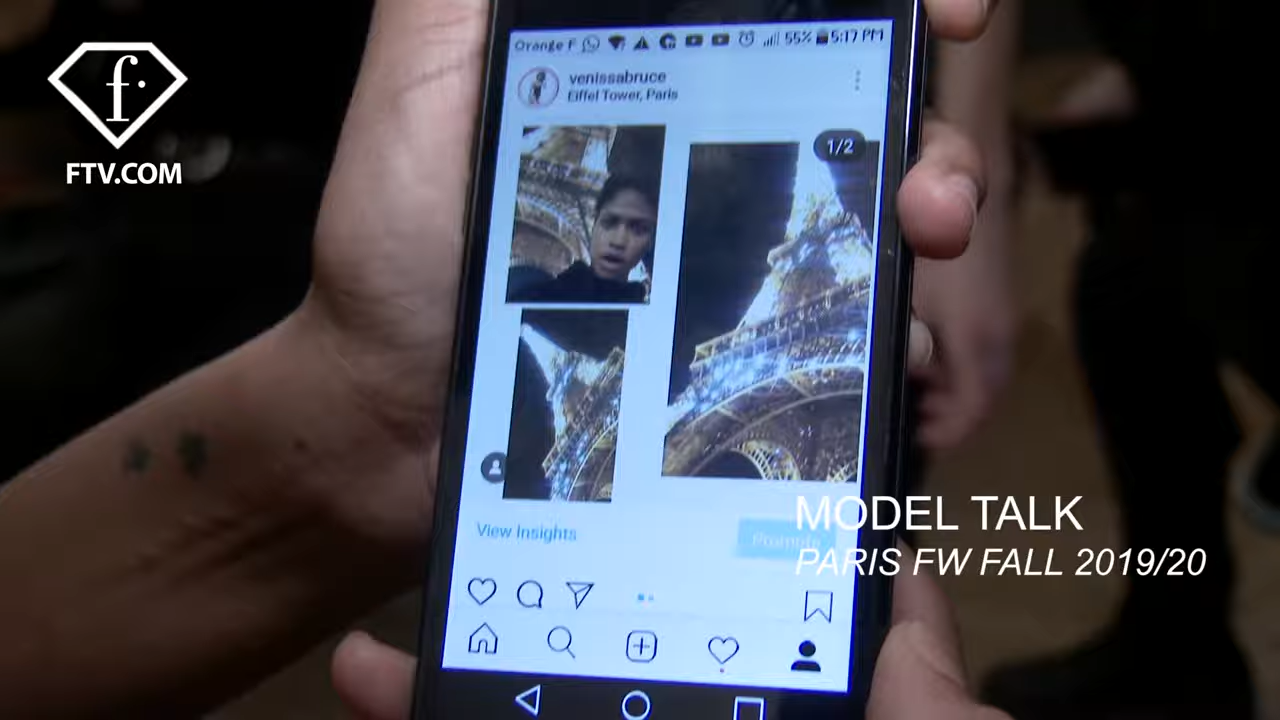 f
FTV.COM
Orange F 55% 5:17 PM
venissabruce
Eiffel Tower, Paris
1/2
View Insights
Promote
MODEL TALK
PARIS FW FALL 2019/20